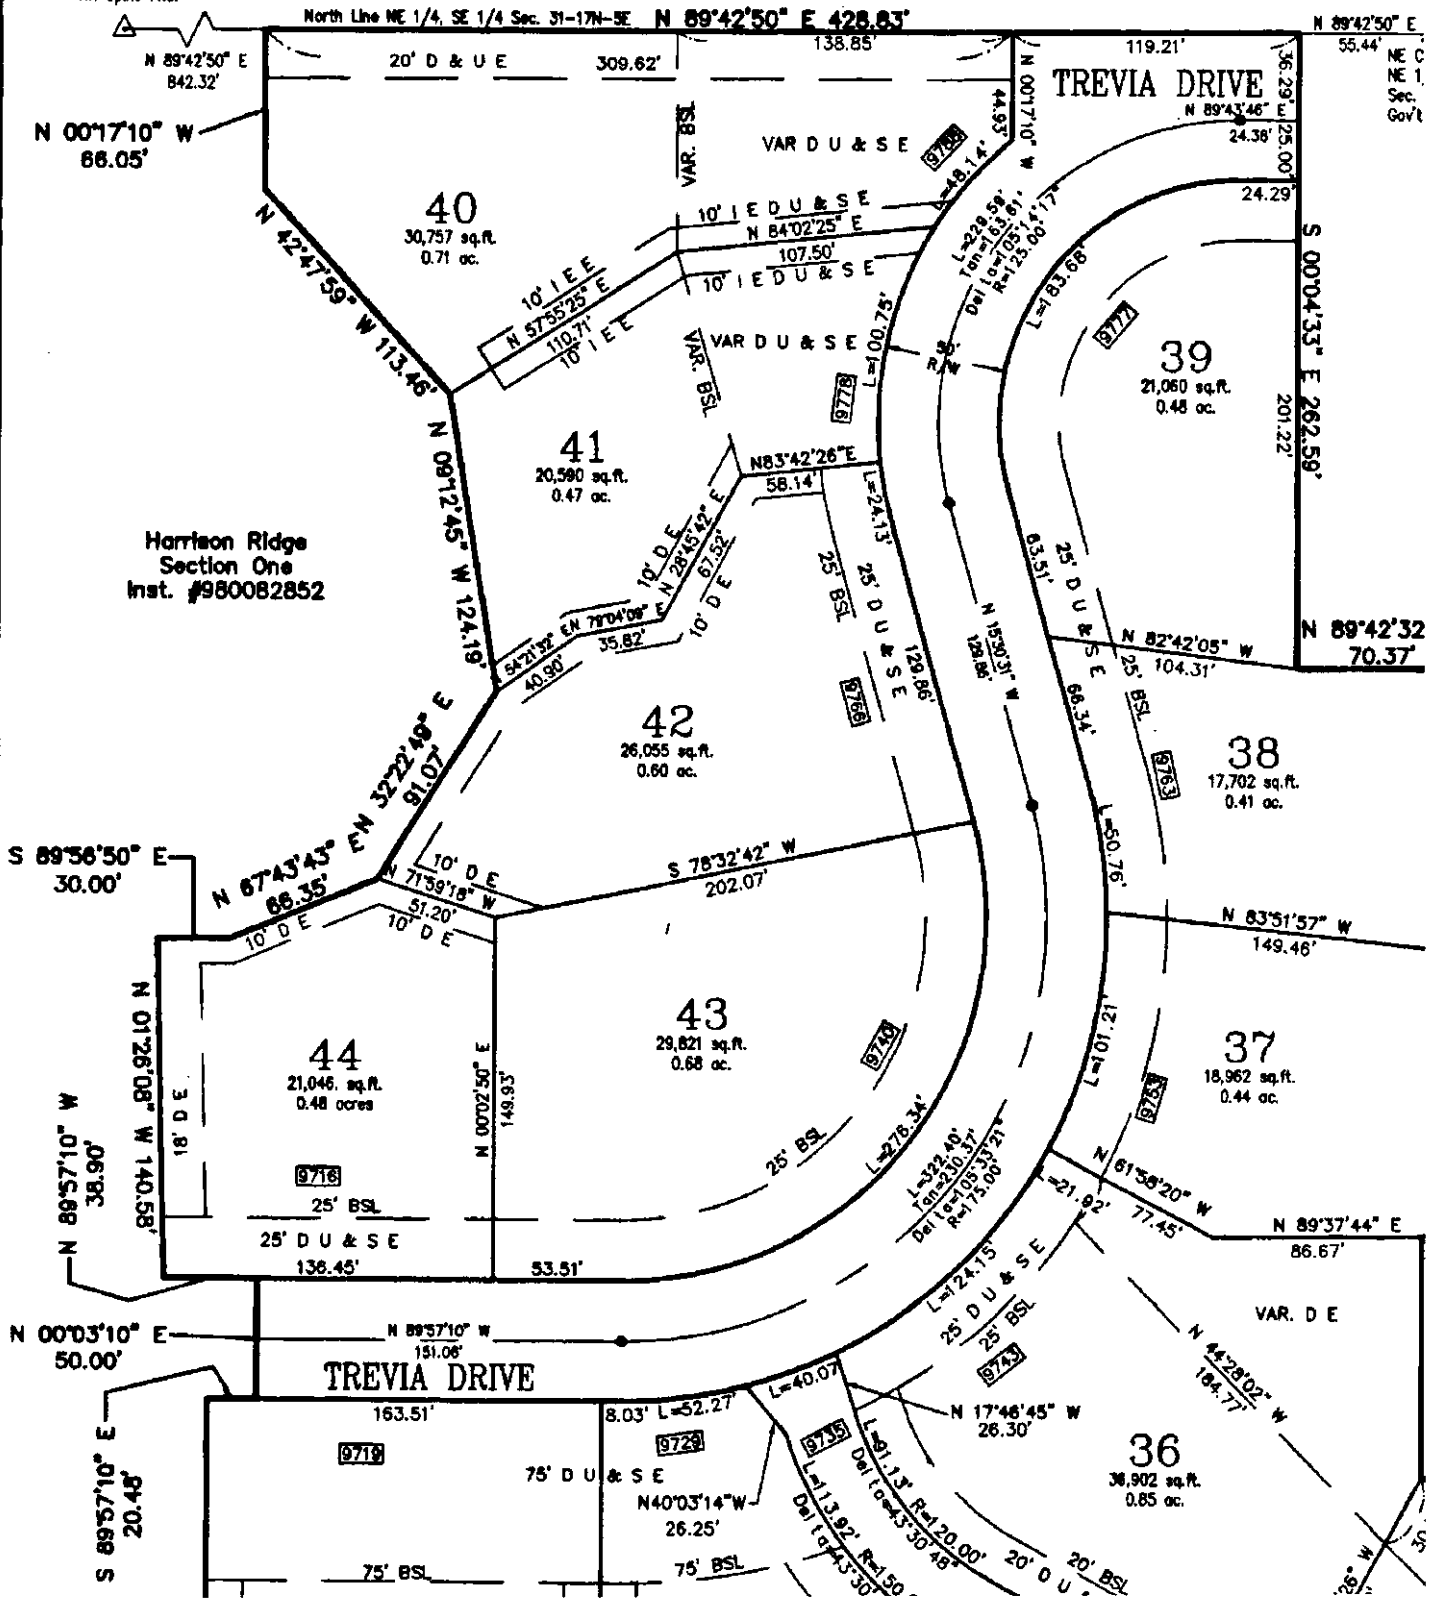 North Line NE 1/4, SE 1/4 Sec. 31-17N-5E N 89°42'50" E 428.83'
N 89°42'50" E
55.44'
N 89°42'50" E
842.32'
20' D & U E
309.62'
138.85'
119.21'
36.29'
NE 1
Sec.
Gov't
TREVIA DRIVE
N 89°43'46" E
24.38'
25.00'
24.29'
N 00°17'10" W
66.05'
N 00°17'10" W
44.93'
VAR. BSL
VAR D U & S E
9788
L=48.14'
40
30,757 sq.ft.
0.71 ac.
10' I E D U & S E
N 84°02'25" E
107.50'
10' I E D U & S E
L=229.59'
Tan=163.61'
Delta=105°14'17"
R=125.00'
L=183.68'
S 00°04'33" E 262.59'
201.22'
N 42°47'59" W 113.46'
10' I E E
N 57°55'25" E
110.71'
10' I E E
VAR. BSL
VAR D U & S E
L=100.75'
50'
R/W
9777
39
21,060 sq.ft.
0.48 ac.
9778
41
20,590 sq.ft.
0.47 ac.
N 09°12'45" W 124.19'
N83°42'26"E
58.14'
L=24.13'
10' D E
N 28°45'42" E
67.52'
10' D E
Harrison Ridge
Section One
Inst. #980082852
25' BSL
25' D U & S E
129.86'
N 15°30'31" W
129.86'
63.51'
25' D U & S E
N 82°42'05" W
104.31'
N 89°42'32
70.37'
54°21'32" E
40.90'
N 79°04'09" E
35.82'
9766
66.34'
25' BSL
9763
42
26,055 sq.ft.
0.60 ac.
38
17,702 sq.ft.
0.41 ac.
N 32°22'49" E
91.07'
S 89°56'50" E
30.00'
N 67°43'43" E
66.35'
10' D E
N 71°59'18" W
51.20'
10' D E
10' D E
S 78°32'42" W
202.07'
L=50.76'
N 83°51'57" W
149.46'
N 01°26'08" W 140.58'
18' D E
44
21,046. sq.ft.
0.48 acres
N 00°02'50" E
149.93'
43
29,821 sq.ft.
0.68 ac.
9740
L=101.21'
37
18,962 sq.ft.
0.44 ac.
9753
N 89°57'10" W
38.90'
9716
25' BSL
25' D U & S E
136.45'
53.51'
25' BSL
L=276.34'
L=322.40'
Tan=230.37'
Delta=105°33'21"
R=175.00'
L=21.92'
N 61°58'20" W
77.45'
N 89°37'44" E
86.67'
VAR. D E
L=124.15'
25' D U & S E
25' BSL
9743
N 44°28'02" W
184.77'
N 00°03'10" E
50.00'
N 89°57'10" W
151.06'
TREVIA DRIVE
163.51'
8.03'
L=52.27'
L=40.07'
N 17°46'45" W
26.30'
S 89°57'10" E
20.48'
9719
9729
9735
75' D U & S E
N40°03'14"W
26.25'
L=91.13' R=120.00'
Delta=43°30'48"
L=113.92' R=150
Delta=43°30'
36
36,902 sq.ft.
0.85 ac.
75' BSL
75' BSL
20' BSL
20' D U
26" W